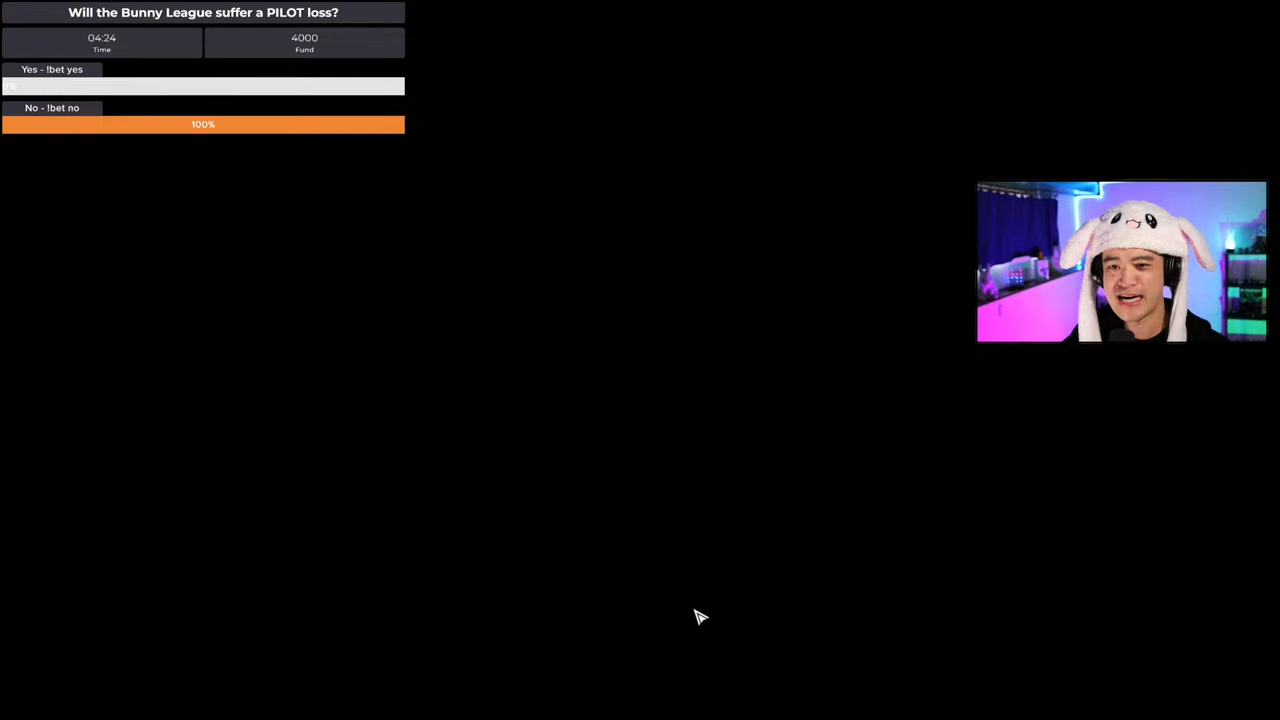 Will the Bunny League suffer a PILOT loss?
04:24
Time
4000
Fund
Yes - !bet yes
0%
No - !bet no
100%